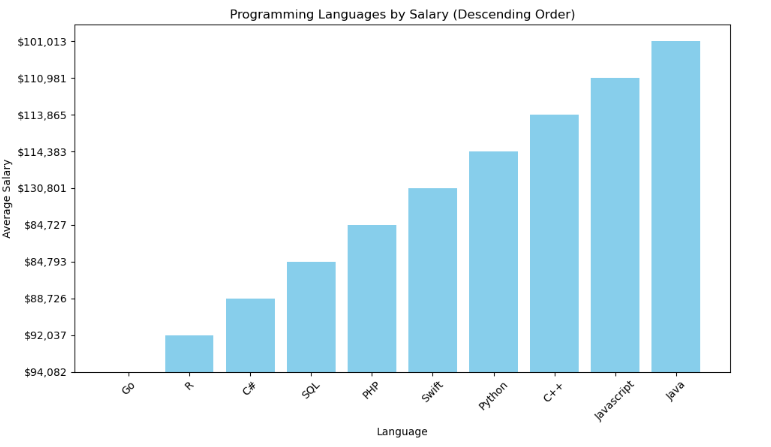 Programming Languages by Salary (Descending Order)
$101,013
$110,981
$113,865
$114,383
$130,801
$84,727
$84,793
$88,726
$92,037
$94,082
Average Salary
Go
R
C#
SQL
PHP
Swift
Python
C++
Javascript
Java
Language